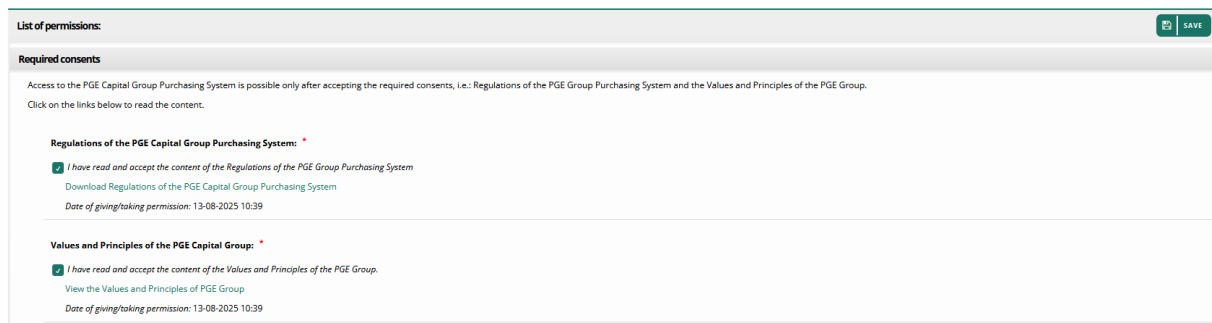 List of permissions:
SAVE
Required consents
Access to the PGE Capital Group Purchasing System is possible only after accepting the required consents, i.e.: Regulations of the PGE Group Purchasing System and the Values and Principles of the PGE Group.
Click on the links below to read the content.
Regulations of the PGE Capital Group Purchasing System: *
I have read and accept the content of the Regulations of the PGE Group Purchasing System
Download Regulations of the PGE Capital Group Purchasing System
Date of giving/taking permission: 13-08-2025 10:39
Values and Principles of the PGE Capital Group: *
I have read and accept the content of the Values and Principles of the PGE Group.
View the Values and Principles of PGE Group
Date of giving/taking permission: 13-08-2025 10:39